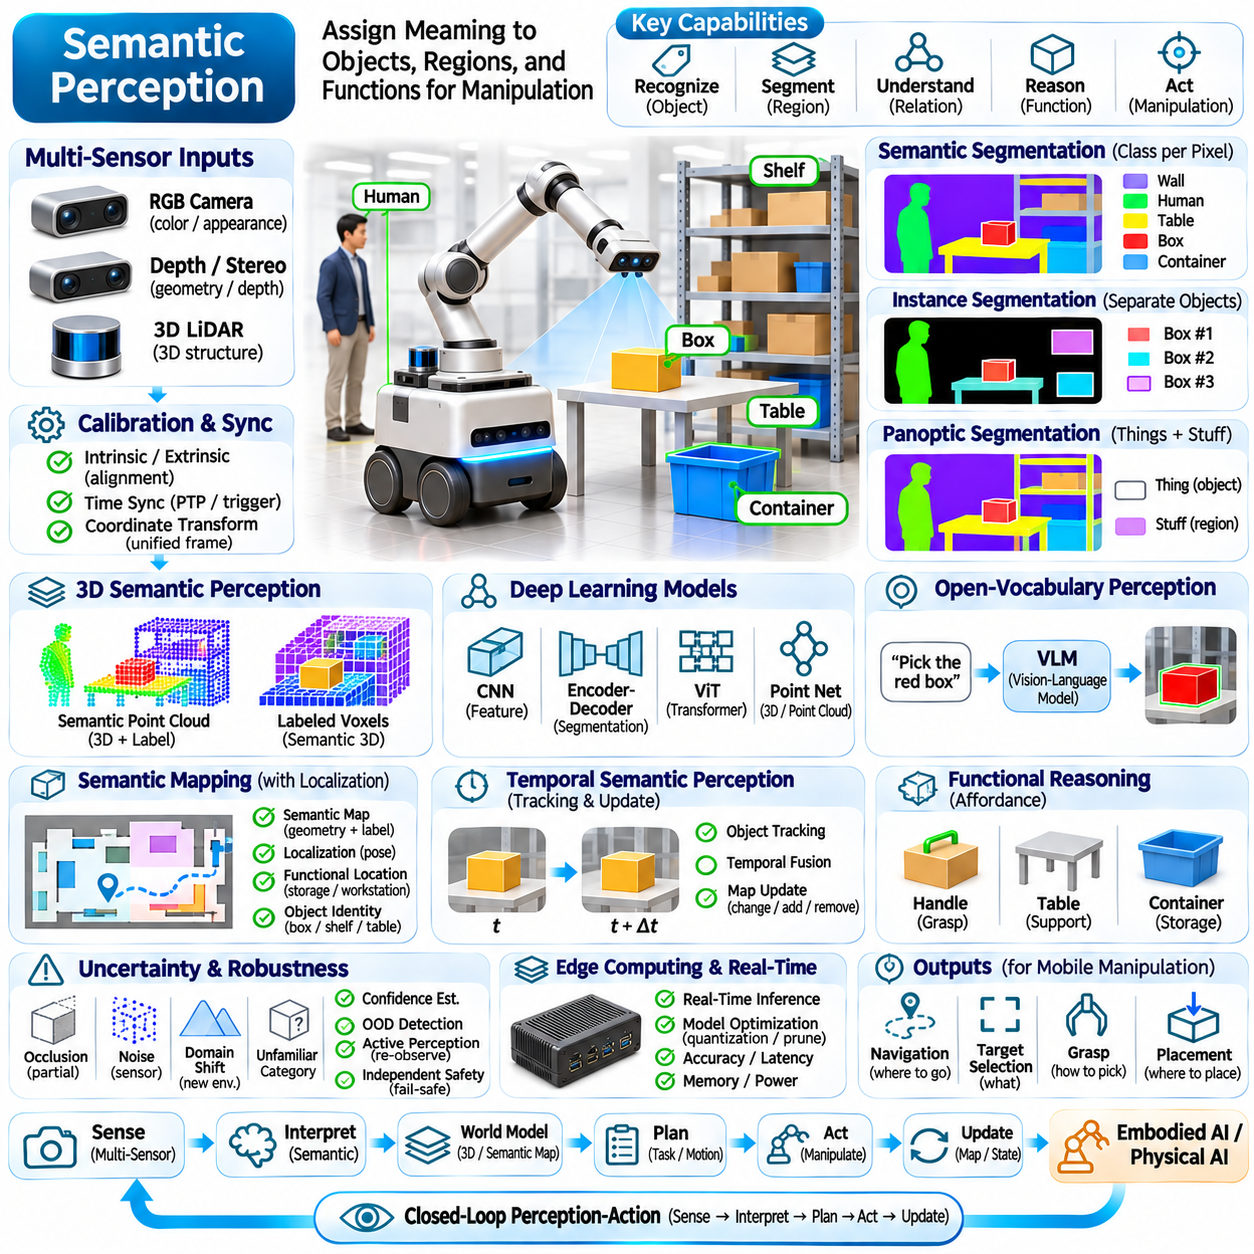 Semantic
Perception
Assign Meaming to
Objects, Regions, and
Functions for Manipulation
Key Capabilities
Recognize
(Object)
Segment
(Region)
Understand
(Relation)
Reason
(Function)
Act
(Manipulation)
Multi-Sensor Inputs
RGB Camera
(color / appearance)
Depth / Stereo
(geometry / depth)
3D LiDAR
(3D structure)
Calibration & Sync
Intrinsic / Extrinsic
(alignment)
Time Sync (PTP / trigger)
Coordinate Transform
(unified frame)
Human
Shelf
Box
Table
Container
Semantic Segmentation (Class per Pixel)
Wall
Human
Table
Box
Container
Instance Segmentation (Separate Objects)
Box #1
Box #2
Box #3
Panoptic Segmentation (Things + Stuff)
Thing (object)
Stuff (region)
3D Semantic Perception
Semantic Point Cloud
(3D + Label)
Labeled Voxels
(Semantic 3D)
Deep Learning Models
CNN
(Feature)
Encoder-
Decoder
(Segmentation)
ViT
(Transformer)
Point Net
(3D / Point Cloud)
Open-Vocabulary Perception
“Pick the
red box”
VLM
(Vision-Language
Model)
Semantic Mapping (with Localization)
Semantic Map
(geometry + label)
Localization (pose)
Functional Location
(storage / workstation)
Object Identity
(box / shelf / table)
Temporal Semantic Perception
(Tracking & Update)
t
t + Δt
Object Tracking
Temporal Fusion
Map Update
(change / add / remove)
Functional Reasoning
(Affordance)
Handle
(Grasp)
Table
(Support)
Container
(Storage)
Uncertainty & Robustness
Occlusion
(partial)
Noise
(sensor)
Domain
Shift
(new env.)
?
Unfamiliar
Category
Confidence Est.
OOD Detection
Active Perception
(re-observe)
Independent Safety
(fail-safe)
Edge Computing & Real-Time
Real-Time Inference
Model Optimization
(quantization / prune)
Accuracy / Latency
Memory / Power
Outputs (for Mobile Manipulation)
Navigation
(where to go)
Target
Selection
(what)
Grasp
(how to pick)
Placement
(where to place)
Sense
(Multi-Sensor)
Interpret
(Semantic)
World Model
(3D / Semantic Map)
Plan
(Task / Motion)
Act
(Manipulate)
Update
(Map / State)
Embodied AI /
Physical AI
Closed-Loop Perception-Action (Sense → Interpret → Plan → Act → Update)